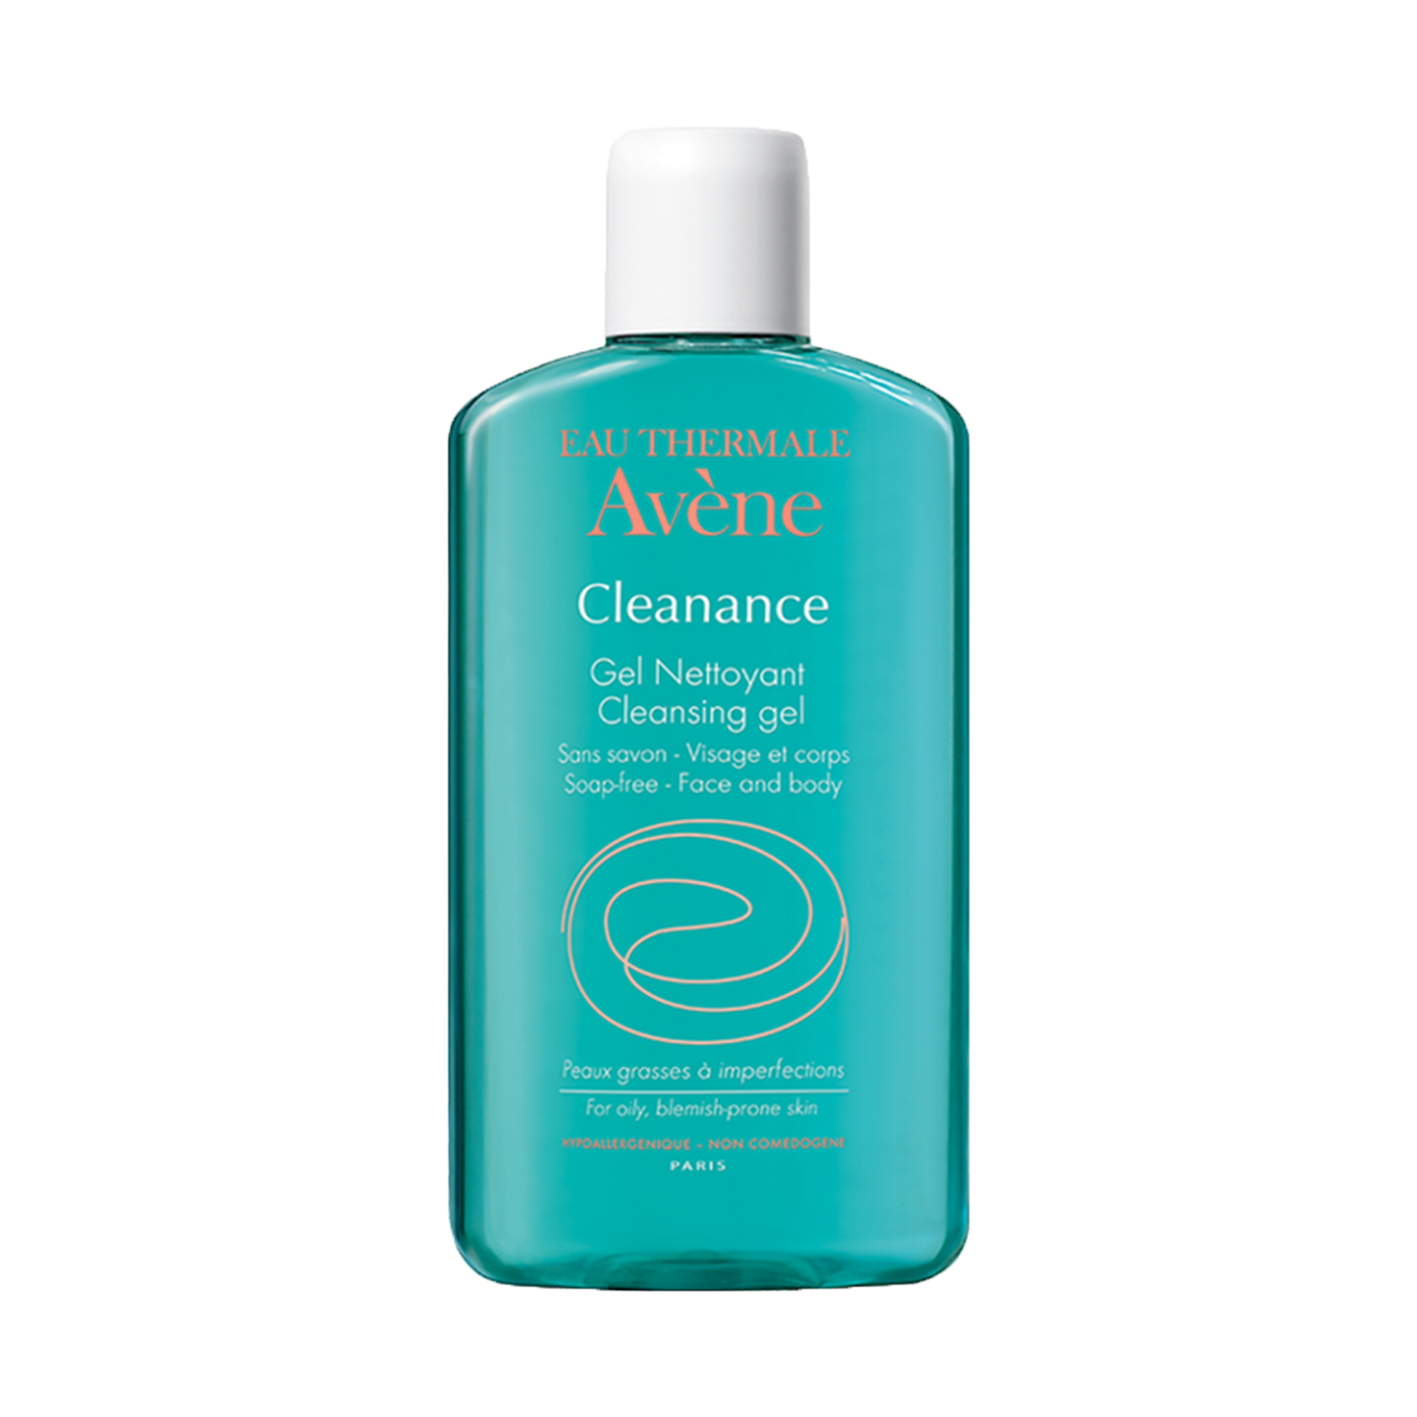 EAU THERMALE
Avène
Cleanance
Gel Nettoyant
Cleansing gel
Sans savon - Visage et corps
Soap-free - Face and body
Peaux grasses à imperfections
For oily, blemish-prone skin
HYPOALLERGENIQUE - NON COMEDOGENE
PARIS